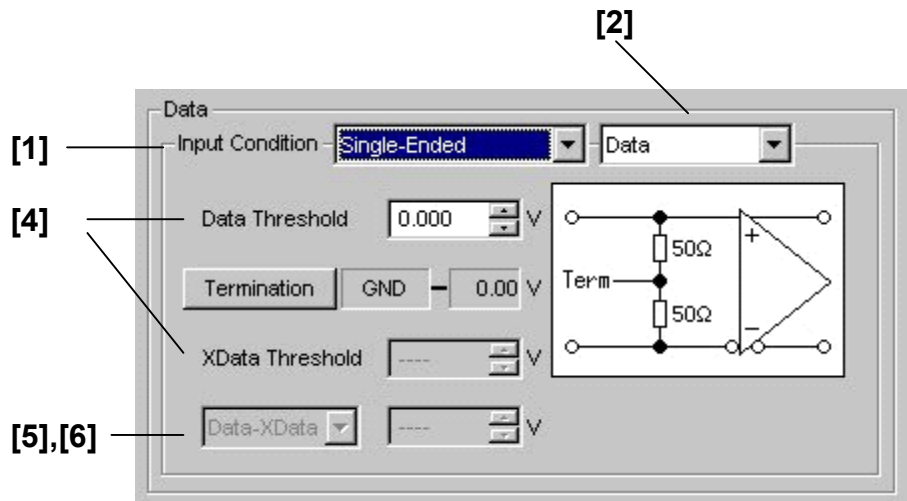 [2]
Data
[1]
Input Condition Single-Ended Data
[4]
Data Threshold 0.000 V
Termination GND – 0.00 V
XData Threshold ---- V
[5],[6]
Data-XData ---- V
+
50Ω
Term
50Ω
–